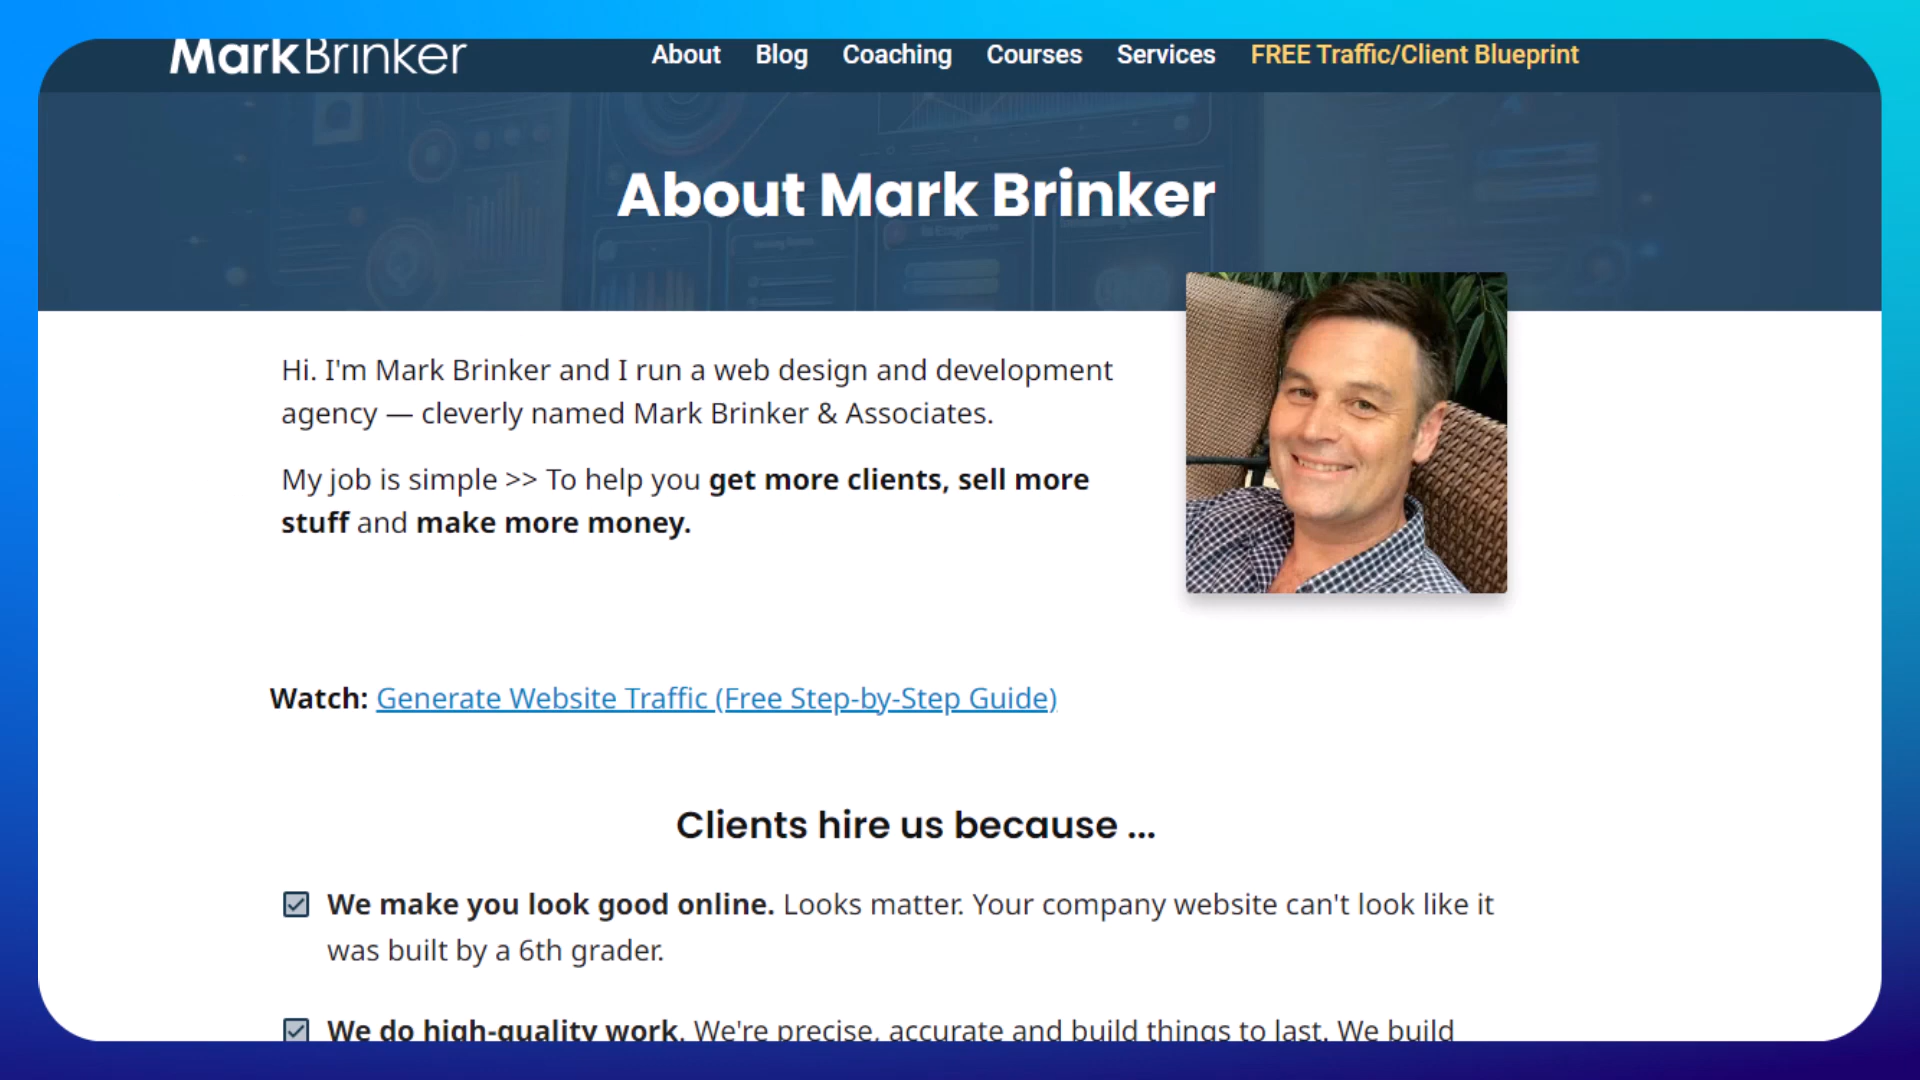 MarkBrinker
About Blog Coaching Courses Services FREE Traffic/Client Blueprint
About Mark Brinker
Hi. I'm Mark Brinker and I run a web design and development
agency — cleverly named Mark Brinker & Associates.
My job is simple >> To help you get more clients, sell more
stuff and make more money.
Watch: Generate Website Traffic (Free Step-by-Step Guide)
Clients hire us because ...
We make you look good online. Looks matter. Your company website can't look like it
was built by a 6th grader.
We do high-quality work. We're precise, accurate and build things to last. We build